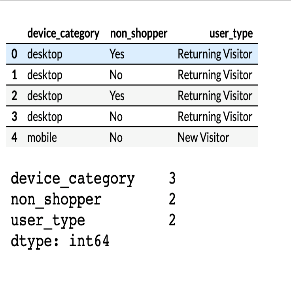 device_category non_shopper user_type
0 desktop Yes Returning Visitor
1 desktop No Returning Visitor
2 desktop Yes Returning Visitor
3 desktop No Returning Visitor
4 mobile No New Visitor
device_category 3
non_shopper 2
user_type 2
dtype: int64